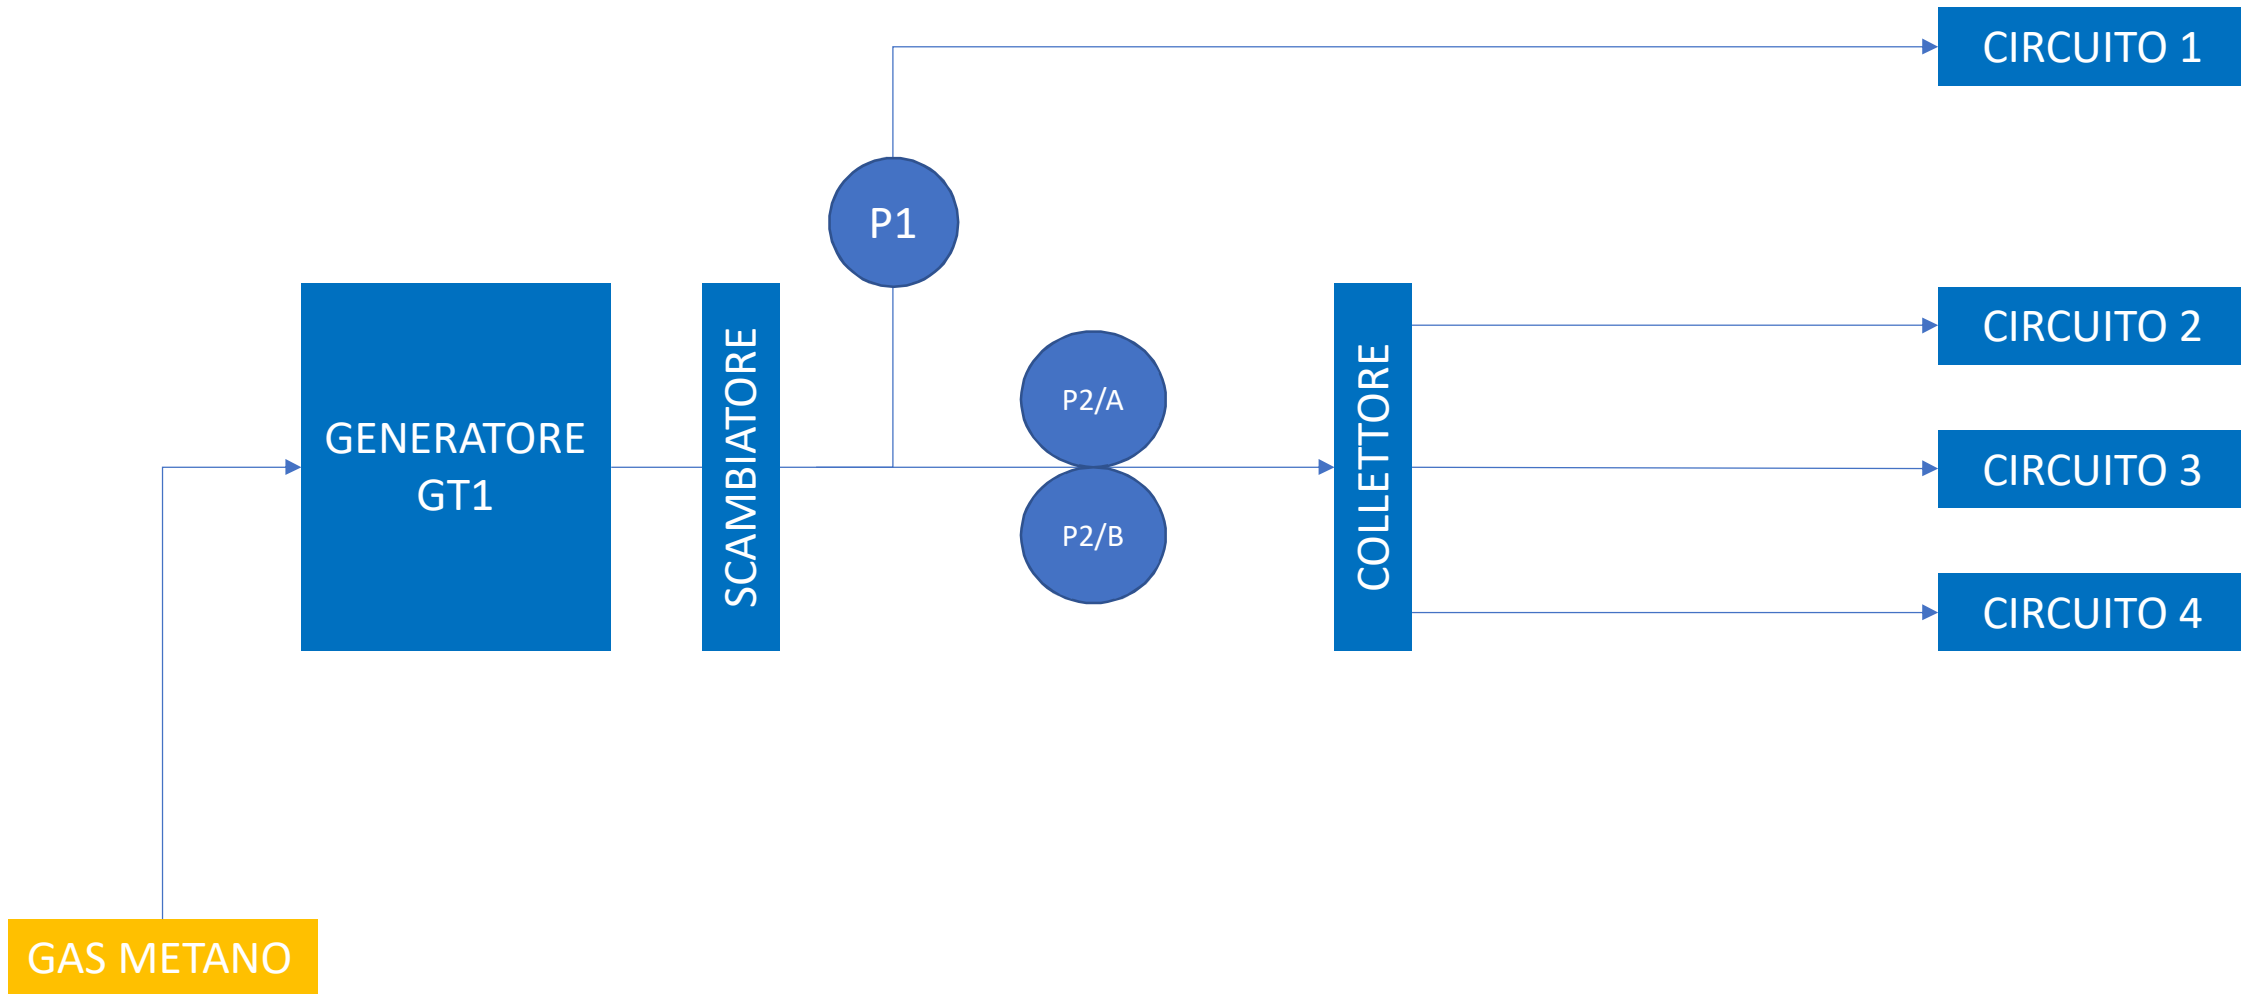 CIRCUITO 1
P1
GENERATORE
GT1
SCAMBIATORE
P2/A
P2/B
COLLETTORE
CIRCUITO 2
CIRCUITO 3
CIRCUITO 4
GAS METANO